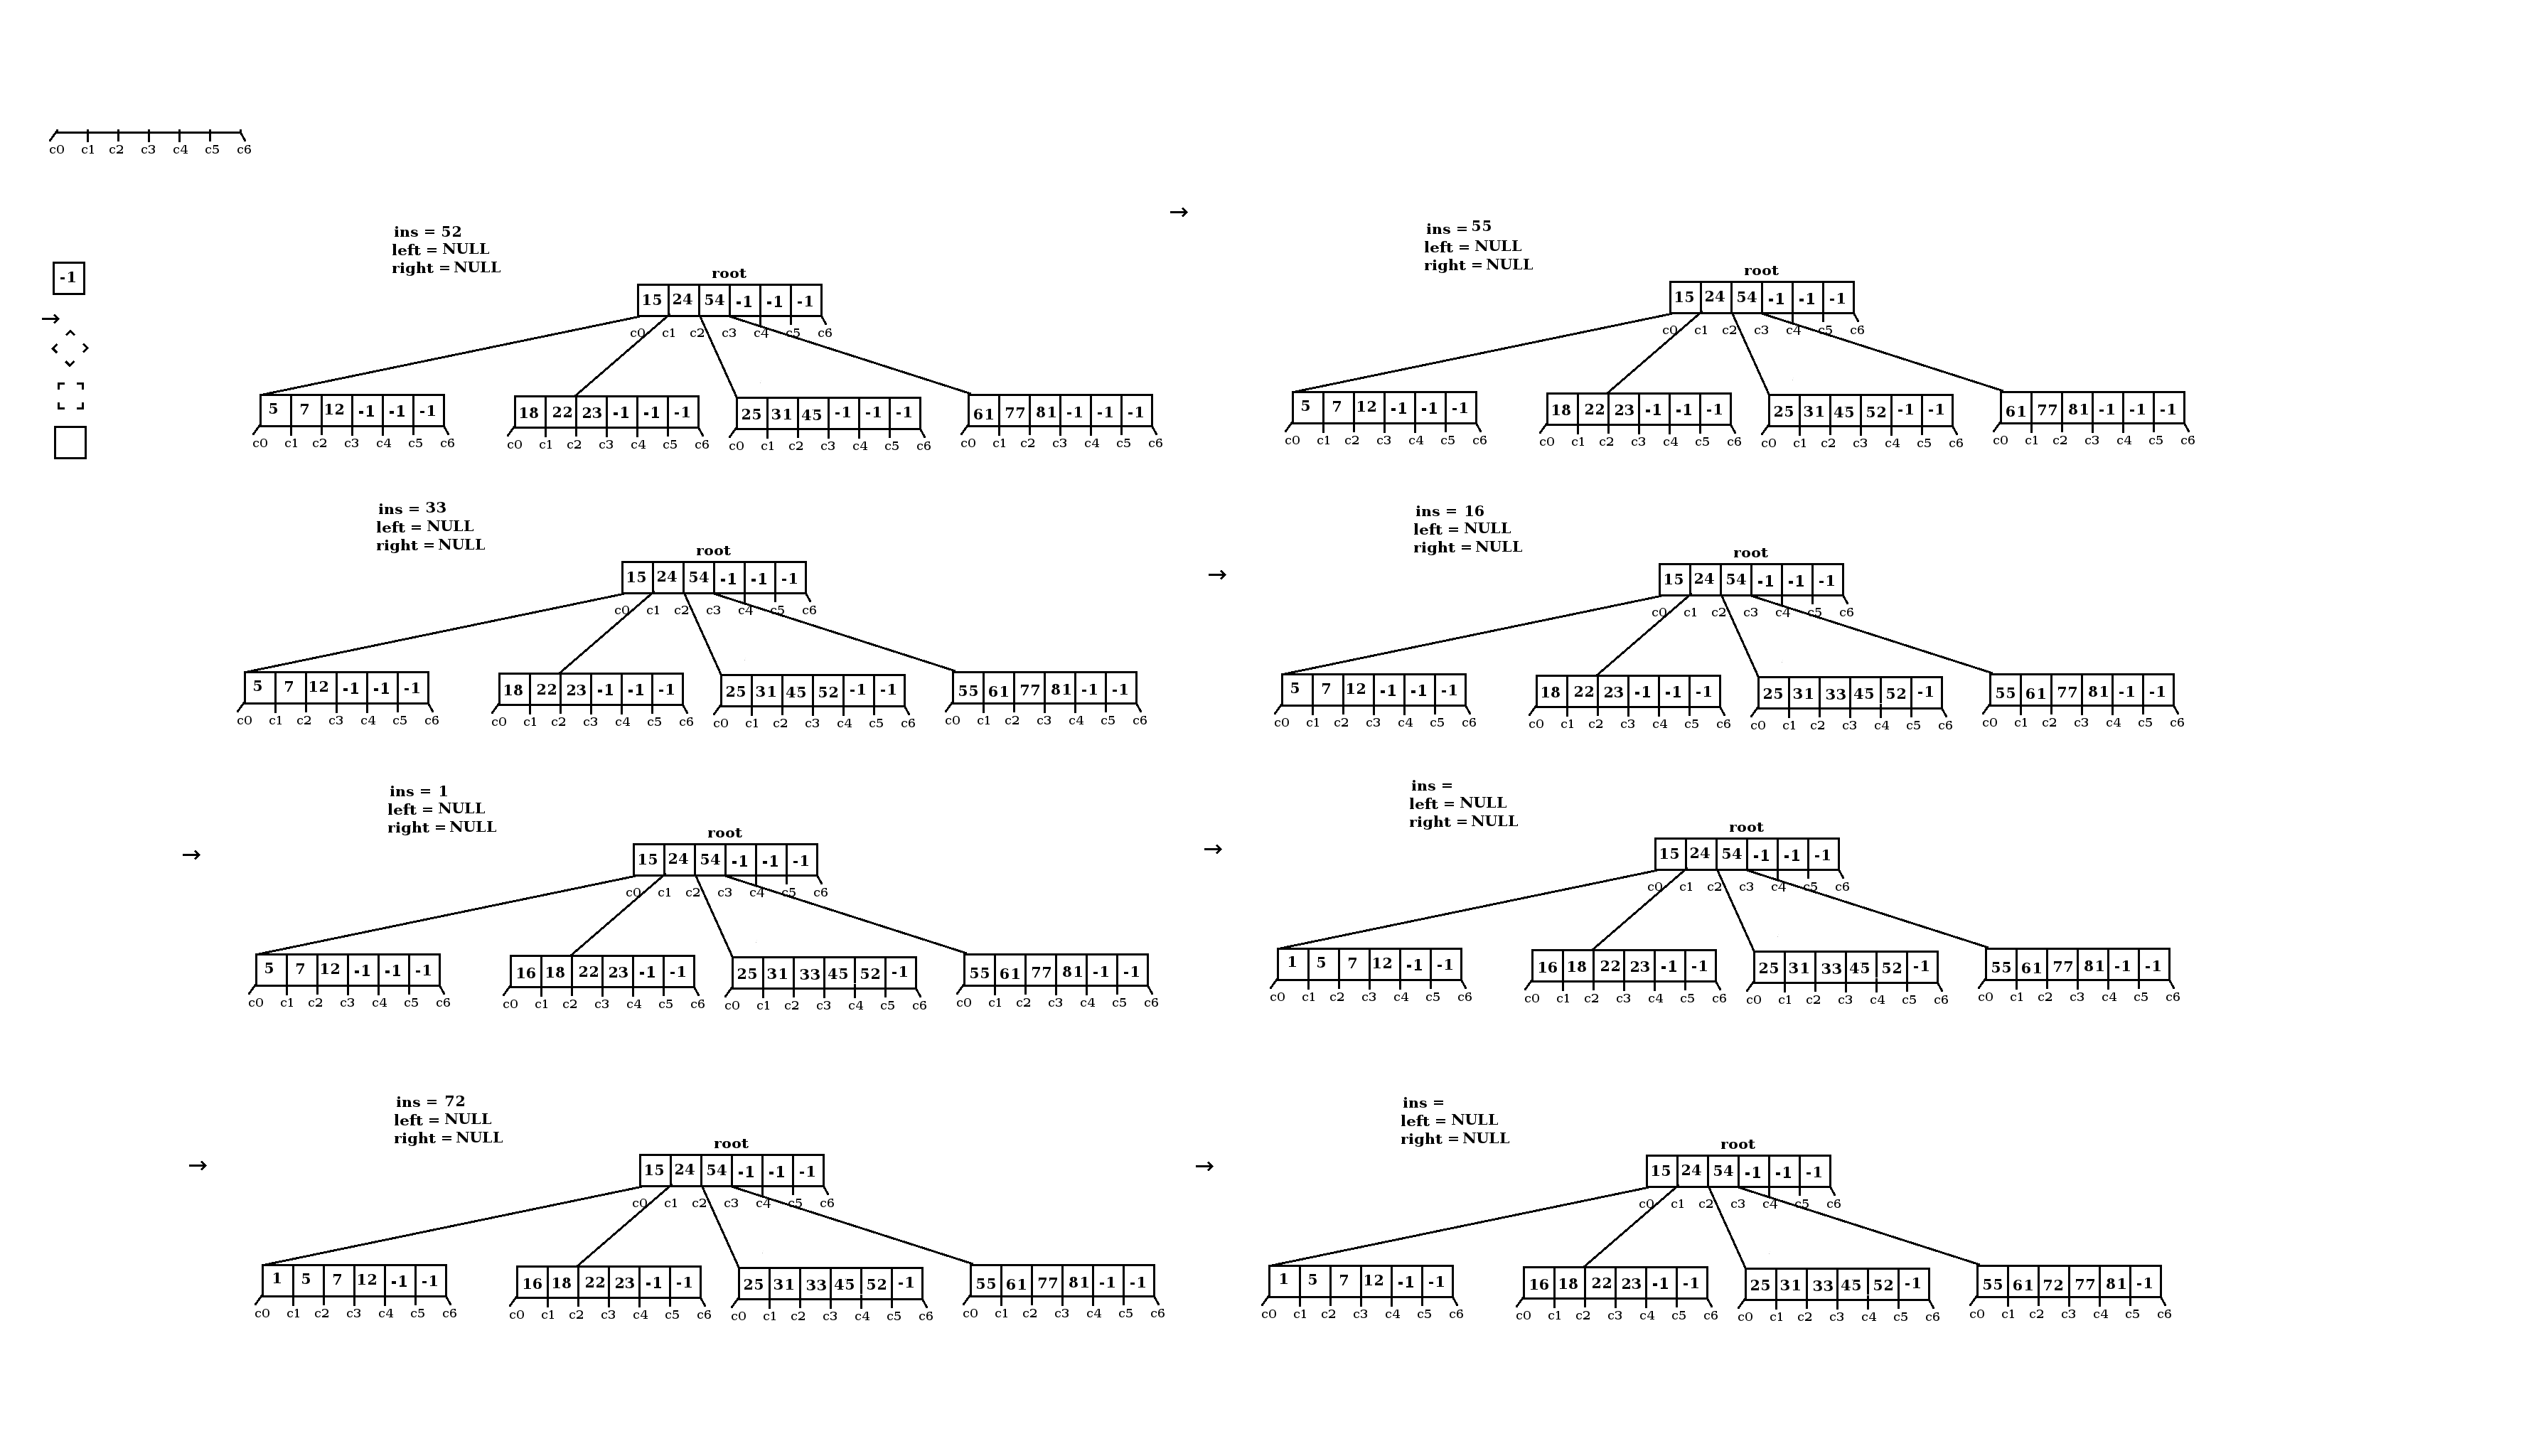 c0 c1 c2 c3 c4 c5 c6
-1
→
→
ins = 52
left = NULL
right = NULL
root
15 24 54 -1 -1 -1
c0 c1 c2 c3 c4 c5 c6
5 7 12 -1 -1 -1 18 22 23 -1 -1 -1 25 31 45 -1 -1 -1 61 77 81 -1 -1 -1
c0 c1 c2 c3 c4 c5 c6 c0 c1 c2 c3 c4 c5 c6 c0 c1 c2 c3 c4 c5 c6 c0 c1 c2 c3 c4 c5 c6
ins = 55
left = NULL
right = NULL
root
15 24 54 -1 -1 -1
c0 c1 c2 c3 c4 c5 c6
5 7 12 -1 -1 -1 18 22 23 -1 -1 -1 25 31 45 52 -1 -1 61 77 81 -1 -1 -1
c0 c1 c2 c3 c4 c5 c6 c0 c1 c2 c3 c4 c5 c6 c0 c1 c2 c3 c4 c5 c6 c0 c1 c2 c3 c4 c5 c6
ins = 33
left = NULL
right = NULL
root
15 24 54 -1 -1 -1
c0 c1 c2 c3 c4 c5 c6
5 7 12 -1 -1 -1 18 22 23 -1 -1 -1 25 31 45 52 -1 -1 55 61 77 81 -1 -1
c0 c1 c2 c3 c4 c5 c6 c0 c1 c2 c3 c4 c5 c6 c0 c1 c2 c3 c4 c5 c6 c0 c1 c2 c3 c4 c5 c6
→
ins = 16
left = NULL
right = NULL
root
15 24 54 -1 -1 -1
c0 c1 c2 c3 c4 c5 c6
5 7 12 -1 -1 -1 18 22 23 -1 -1 -1 25 31 33 45 52 -1 55 61 77 81 -1 -1
c0 c1 c2 c3 c4 c5 c6 c0 c1 c2 c3 c4 c5 c6 c0 c1 c2 c3 c4 c5 c6 c0 c1 c2 c3 c4 c5 c6
→
ins = 1
left = NULL
right = NULL
root
15 24 54 -1 -1 -1
c0 c1 c2 c3 c4 c5 c6
5 7 12 -1 -1 -1 16 18 22 23 -1 -1 25 31 33 45 52 -1 55 61 77 81 -1 -1
c0 c1 c2 c3 c4 c5 c6 c0 c1 c2 c3 c4 c5 c6 c0 c1 c2 c3 c4 c5 c6 c0 c1 c2 c3 c4 c5 c6
→
ins =
left = NULL
right = NULL
root
15 24 54 -1 -1 -1
c0 c1 c2 c3 c4 c5 c6
1 5 7 12 -1 -1 16 18 22 23 -1 -1 25 31 33 45 52 -1 55 61 77 81 -1 -1
c0 c1 c2 c3 c4 c5 c6 c0 c1 c2 c3 c4 c5 c6 c0 c1 c2 c3 c4 c5 c6 c0 c1 c2 c3 c4 c5 c6
→
ins = 72
left = NULL
right = NULL
root
15 24 54 -1 -1 -1
c0 c1 c2 c3 c4 c5 c6
1 5 7 12 -1 -1 16 18 22 23 -1 -1 25 31 33 45 52 -1 55 61 77 81 -1 -1
c0 c1 c2 c3 c4 c5 c6 c0 c1 c2 c3 c4 c5 c6 c0 c1 c2 c3 c4 c5 c6 c0 c1 c2 c3 c4 c5 c6
→
ins =
left = NULL
right = NULL
root
15 24 54 -1 -1 -1
c0 c1 c2 c3 c4 c5 c6
1 5 7 12 -1 -1 16 18 22 23 -1 -1 25 31 33 45 52 -1 55 61 72 77 81 -1
c0 c1 c2 c3 c4 c5 c6 c0 c1 c2 c3 c4 c5 c6 c0 c1 c2 c3 c4 c5 c6 c0 c1 c2 c3 c4 c5 c6